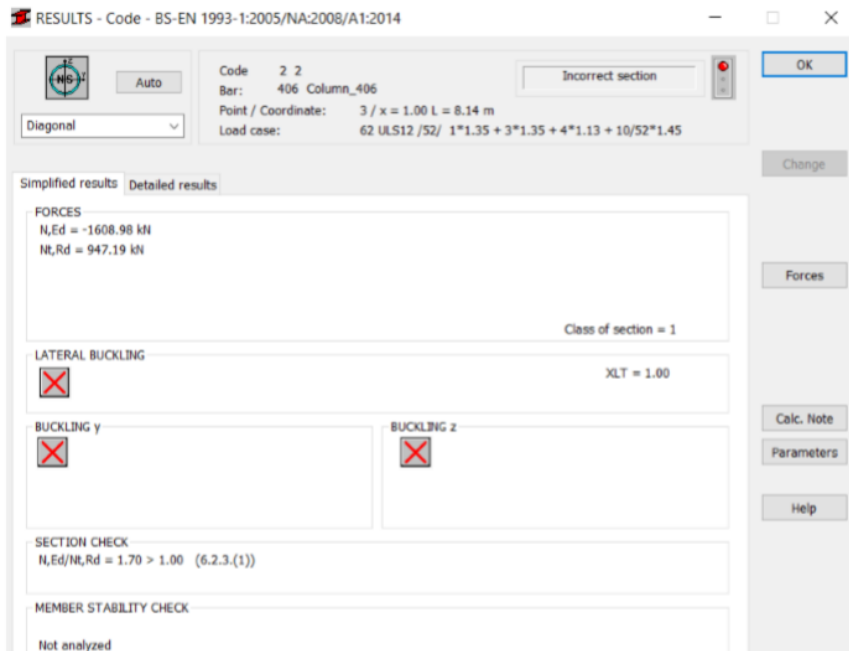 RESULTS - Code - BS-EN 1993-1:2005/NA:2008/A1:2014
OK
Auto
Code 2 2
Incorrect section
Bar: 406 Column_406
Point / Coordinate: 3 / x = 1.00 L = 8.14 m
Diagonal
Load case: 62 ULS12 /52/ 1*1.35 + 3*1.35 + 4*1.13 + 10/52*1.45
Change
Simplified results Detailed results
FORCES
N,Ed = -1608.98 kN
Nt,Rd = 947.19 kN
Forces
Class of section = 1
LATERAL BUCKLING
XLT = 1.00
Calc. Note
BUCKLING y BUCKLING z
Parameters
Help
SECTION CHECK
N,Ed/Nt,Rd = 1.70 > 1.00 (6.2.3.(1))
MEMBER STABILITY CHECK
Not analyzed